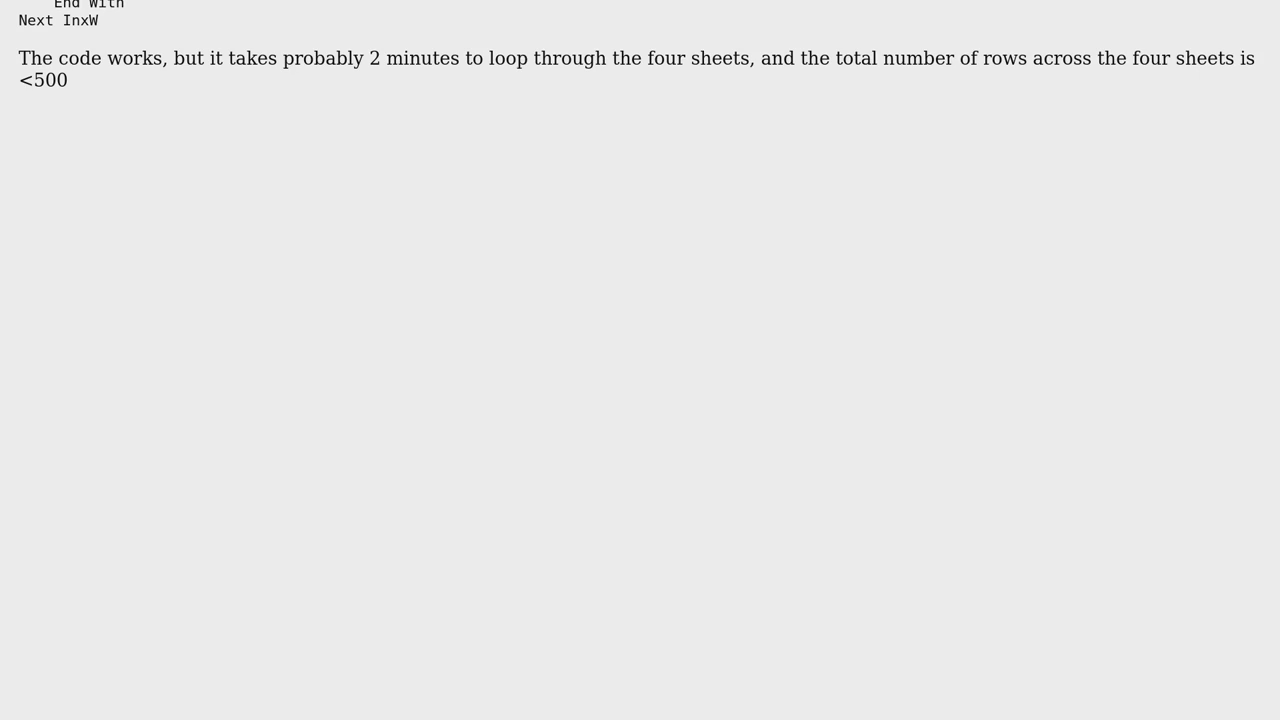 End With
Next InxW
The code works, but it takes probably 2 minutes to loop through the four sheets, and the total number of rows across the four sheets is
<500